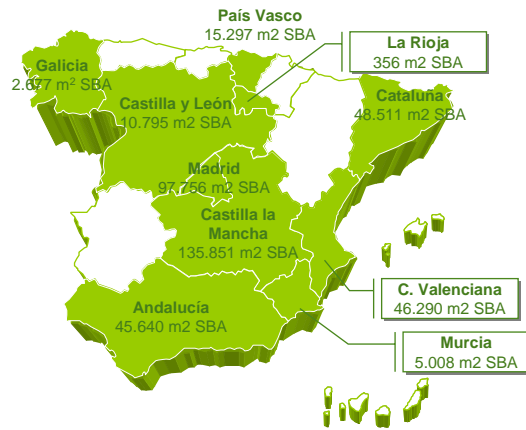 País Vasco
15.297 m2 SBA
La Rioja
356 m2 SBA
Galicia
2.677 m² SBA
Castilla y León
10.795 m2 SBA
Cataluña
48.511 m2 SBA
Madrid
97.756 m2 SBA
Castilla la
Mancha
135.851 m2 SBA
C. Valenciana
46.290 m2 SBA
Andalucía
45.640 m2 SBA
Murcia
5.008 m2 SBA